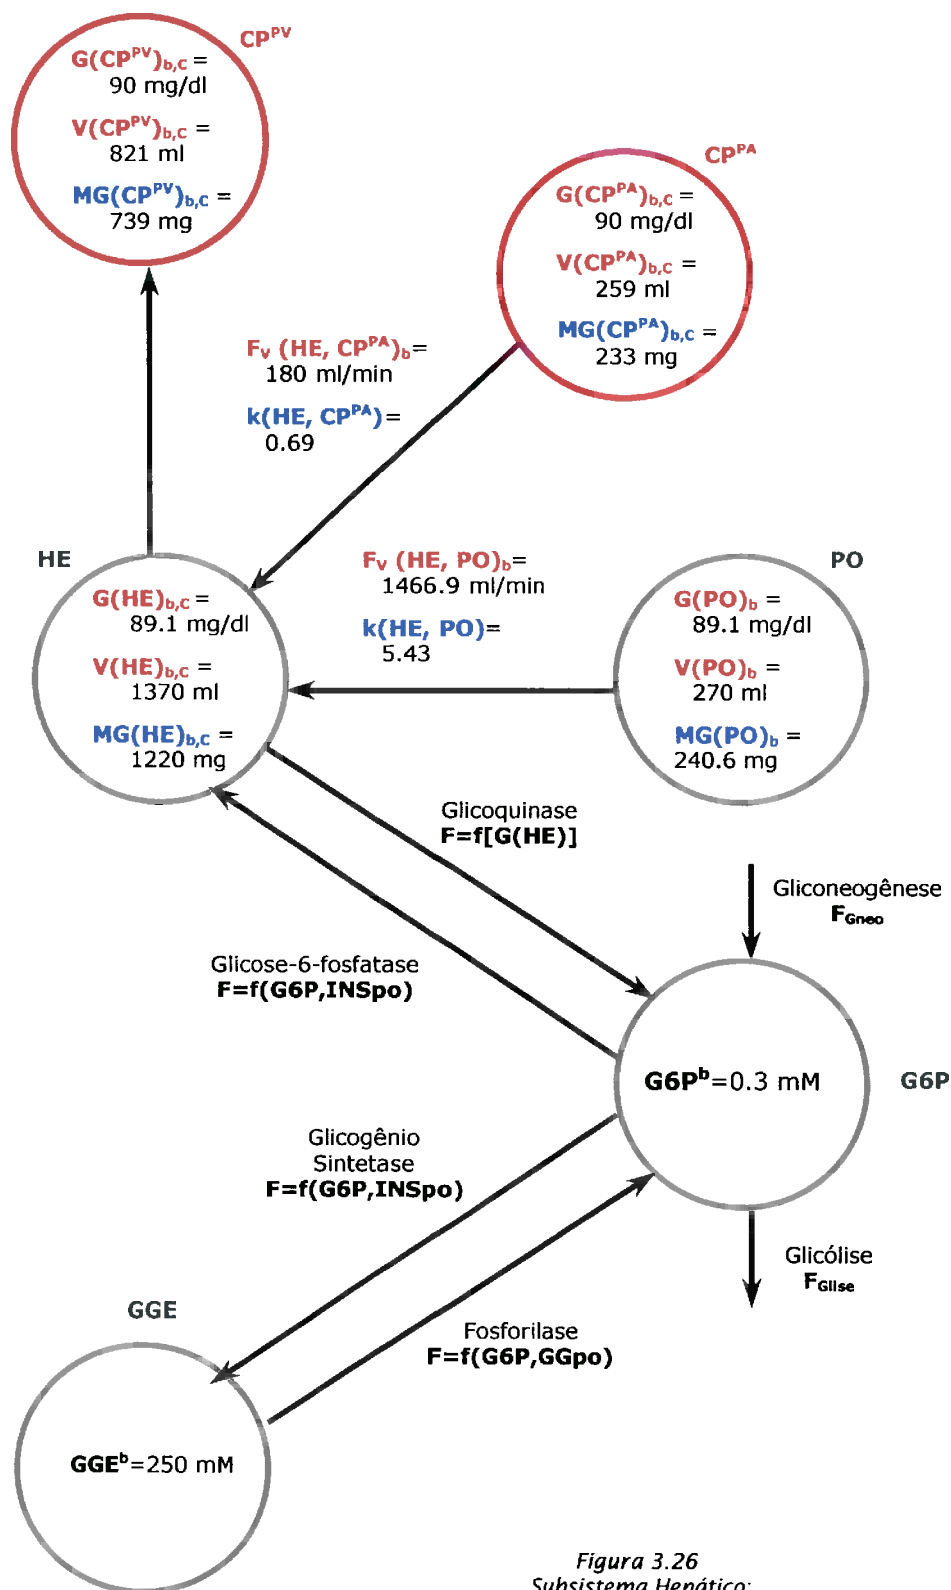 CP^PV
G(CP^PV)b,C =
90 mg/dl
V(CP^PV)b,C =
821 ml
MG(CP^PV)b,C =
739 mg
CP^PA
G(CP^PA)b,C =
90 mg/dl
V(CP^PA)b,C =
259 ml
MG(CP^PA)b,C =
233 mg
Fv (HE, CP^PA)b=
180 ml/min
k(HE, CP^PA)=
0.69
HE
G(HE)b,C =
89.1 mg/dl
V(HE)b,C =
1370 ml
MG(HE)b,C =
1220 mg
Fv (HE, PO)b=
1466.9 ml/min
k(HE, PO)=
5.43
PO
G(PO)b =
89.1 mg/dl
V(PO)b =
270 ml
MG(PO)b =
240.6 mg
Glicoquinase
F=f[G(HE)]
Gliconeogênese
FGneo
Glicose-6-fosfatase
F=f(G6P,INSpo)
G6P^b=0.3 mM
G6P
Glicogênio
Sintetase
F=f(G6P,INSpo)
Glicólise
FGlise
GGE
Fosforilase
F=f(G6P,GGpo)
GGE^b=250 mM
Figura 3.26
Subsistema Hepático: